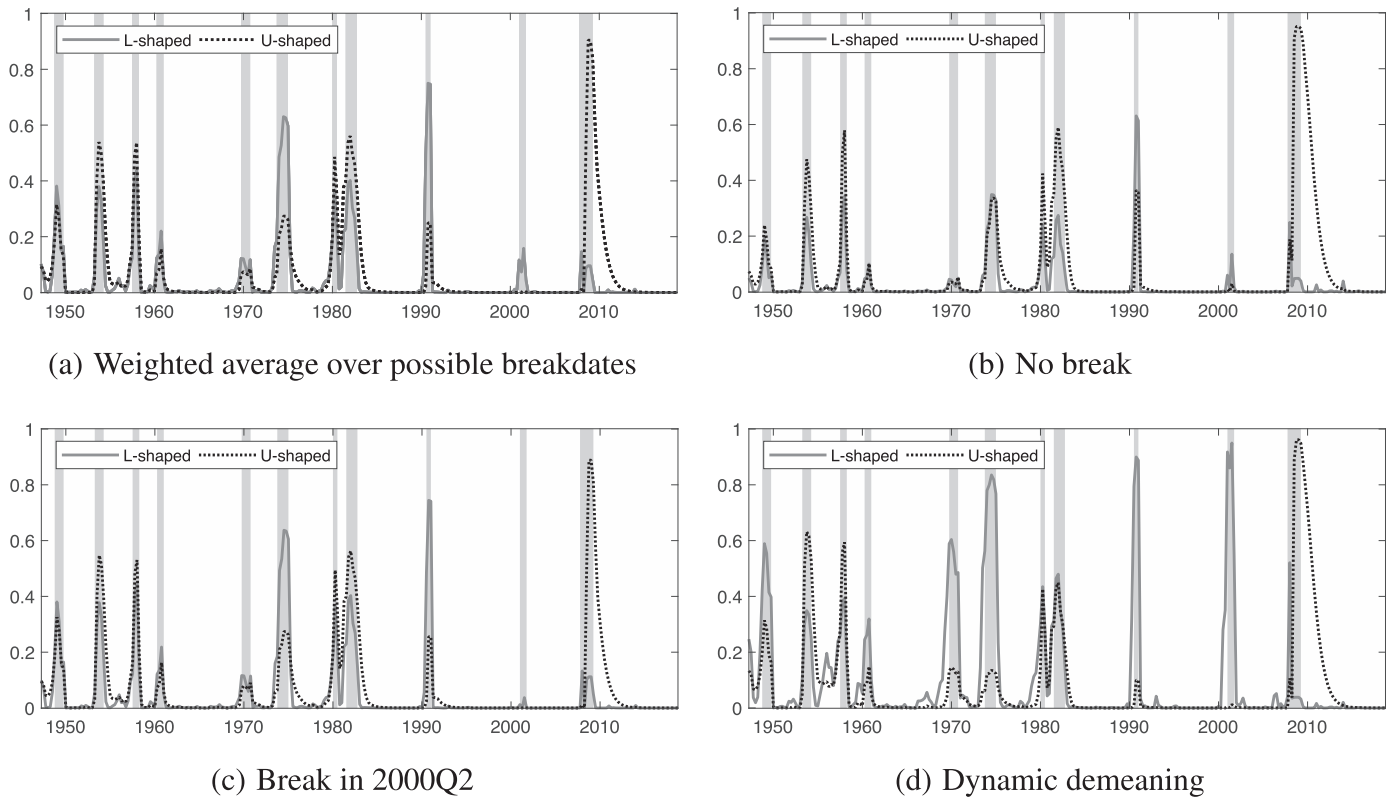 1
L-shaped U-shaped
0.8
0.6
0.4
0.2
0
1950 1960 1970 1980 1990 2000 2010
(a) Weighted average over possible breakdates
1
L-shaped U-shaped
0.8
0.6
0.4
0.2
0
1950 1960 1970 1980 1990 2000 2010
(b) No break
1
L-shaped U-shaped
0.8
0.6
0.4
0.2
0
1950 1960 1970 1980 1990 2000 2010
(c) Break in 2000Q2
1
L-shaped U-shaped
0.8
0.6
0.4
0.2
0
1950 1960 1970 1980 1990 2000 2010
(d) Dynamic demeaning